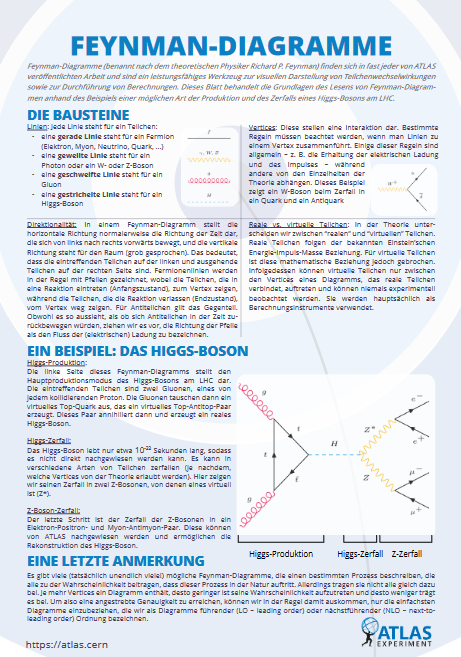 FEYNMAN-DIAGRAMME
Feynman-Diagramme (benannt nach dem theoretischen Physiker Richard P. Feynman) finden sich in fast jeder von ATLAS
veröffentlichten Arbeit und sind ein leistungsfähiges Werkzeug zur visuellen Darstellung von Teilchenwechselwirkungen
sowie zur Durchführung von Berechnungen. Dieses Blatt behandelt die Grundlagen des Lesens von Feynman-Diagram-
men anhand des Beispiels einer möglichen Art der Produktion und des Zerfalls eines Higgs-Bosons am LHC.
DIE BAUSTEINE
Linien: Jede Linie steht für ein Teilchen:
- eine gerade Linie steht für ein Fermion
(Elektron, Myon, Neutrino, Quark, ...)
- eine gewellte Linie steht für ein
Photon oder ein W- oder Z-Boson
- eine geschweifte Linie steht für ein
Gluon
- eine gestrichelte Linie steht für ein
Higgs-Boson
f
γ, W, Z
g
H
Vertices: Diese stellen eine Interaktion dar. Bestimmte
Regeln müssen beachtet werden, wenn man Linien zu
einem Vertex zusammenführt. Einige dieser Regeln sind
allgemein – z. B. die Erhaltung der elektrischen Ladung
und des Impulses – während
andere von den Einzelheiten der
Theorie abhängen. Dieses Beispiel
zeigt ein W-Boson beim Zerfall in
ein Quark und ein Antiquark
W+
Direktionalität: In einem Feynman-Diagramm stellt die
horizontale Richtung normalerweise die Richtung der Zeit dar,
die sich von links nach rechts vorwärts bewegt, und die vertikale
Richtung steht für den Raum (grob gesprochen). Das bedeutet,
dass die eintreffenden Teilchen auf der linken und ausgehende
Teilchen auf der rechten Seite sind. Fermionenlinien werden
in der Regel mit Pfeilen gezeichnet, wobei die Teilchen, die in
eine Reaktion eintreten (Anfangszustand), zum Vertex zeigen,
während die Teilchen, die die Reaktion verlassen (Endzustand),
vom Vertex weg zeigen. Für Antiteilchen gilt das Gegenteil.
Obwohl es so aussieht, als ob sich Antiteilchen in der Zeit zu-
rückbewegen würden, ziehen wir es vor, die Richtung der Pfeile
als den Fluss der (elektrischen) Ladung zu bezeichnen.
Reale vs. virtuelle Teilchen: In der Theorie unter-
scheiden wir zwischen "realen" und "virtuellen" Teilchen.
Reale Teilchen folgen der bekannten Einstein'schen
Energie-Impuls-Masse Beziehung. Für virtuelle Teilchen
ist diese mathematische Beziehung jedoch gebrochen.
Infolgedessen können virtuelle Teilchen nur zwischen
den Vertices eines Diagramms, das reale Teilchen
verbindet, auftreten und können niemals experimentell
beobachtet werden. Sie werden hauptsächlich als
Berechnungsinstrumente verwendet.
EIN BEISPIEL: DAS HIGGS-BOSON
Higgs-Produktion:
Die linke Seite dieses Feynman-Diagramms stellt den
Hauptproduktionsmodus des Higgs-Bosons am LHC dar.
Die eintreffenden Teilchen sind zwei Gluonen, eines von
jedem kollidierenden Proton. Die Gluonen tauschen dann ein
virtuelles Top-Quark aus, das ein virtuelles Top-Antitop-Paar
erzeugt. Dieses Paar annihiliert dann und erzeugt ein reales
Higgs-Boson.
Higgs-Zerfall:
Das Higgs-Boson lebt nur etwa 10-22 Sekunden lang, sodass
es nicht direkt nachgewiesen werden kann. Es kann in
verschiedene Arten von Teilchen zerfallen (je nachdem,
welche Vertices von der Theorie erlaubt werden). Hier zeigen
wir seinen Zerfall in zwei Z-Bosonen, von denen eines virtuell
ist (Z*).
Z-Boson-Zerfall:
Der letzte Schritt ist der Zerfall der Z-Bosonen in ein
Elektron-Positron- und Myon-Antimyon-Paar. Diese können
von ATLAS nachgewiesen werden und ermöglichen die
Rekonstruktion des Higgs-Bosons.
g
g
t
t
t̄
H
Z*
Z
e−
e+
μ−
μ+
Higgs-Produktion Higgs-Zerfall Z-Zerfall
EINE LETZTE ANMERKUNG
Es gibt viele (tatsächlich unendlich viele!) mögliche Feynman-Diagramme, die einen bestimmten Prozess beschreiben, die
alle zu der Wahrscheinlichkeit beitragen, dass dieser Prozess in der Natur auftritt. Allerdings tragen sie nicht alle gleich dazu
bei. Je mehr Vertices ein Diagramm enthält, desto geringer ist seine Wahrscheinlichkeit aufzutreten und desto weniger trägt
es bei. Um also eine angestrebte Genauigkeit zu erreichen, können wir in der Regel damit auskommen, nur die einfachsten
Diagramme einzubeziehen, die wir als Diagramme führender (LO – leading order) oder nächstführender (NLO – next-to-
leading order) Ordnung bezeichnen.
https://atlas.cern
ATLAS
EXPERIMENT